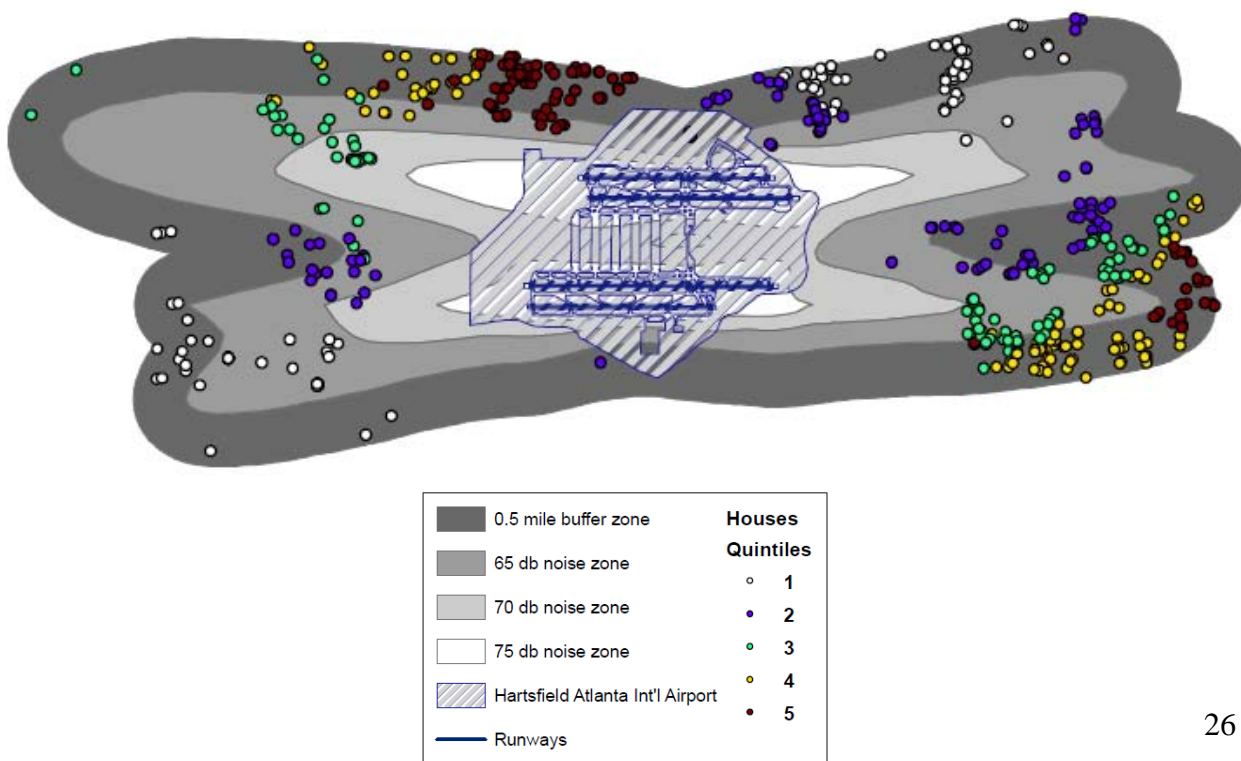 0.5 mile buffer zone
65 db noise zone
70 db noise zone
75 db noise zone
Hartsfield Atlanta Int'l Airport
Runways
Houses
Quintiles
1
2
3
4
5
26